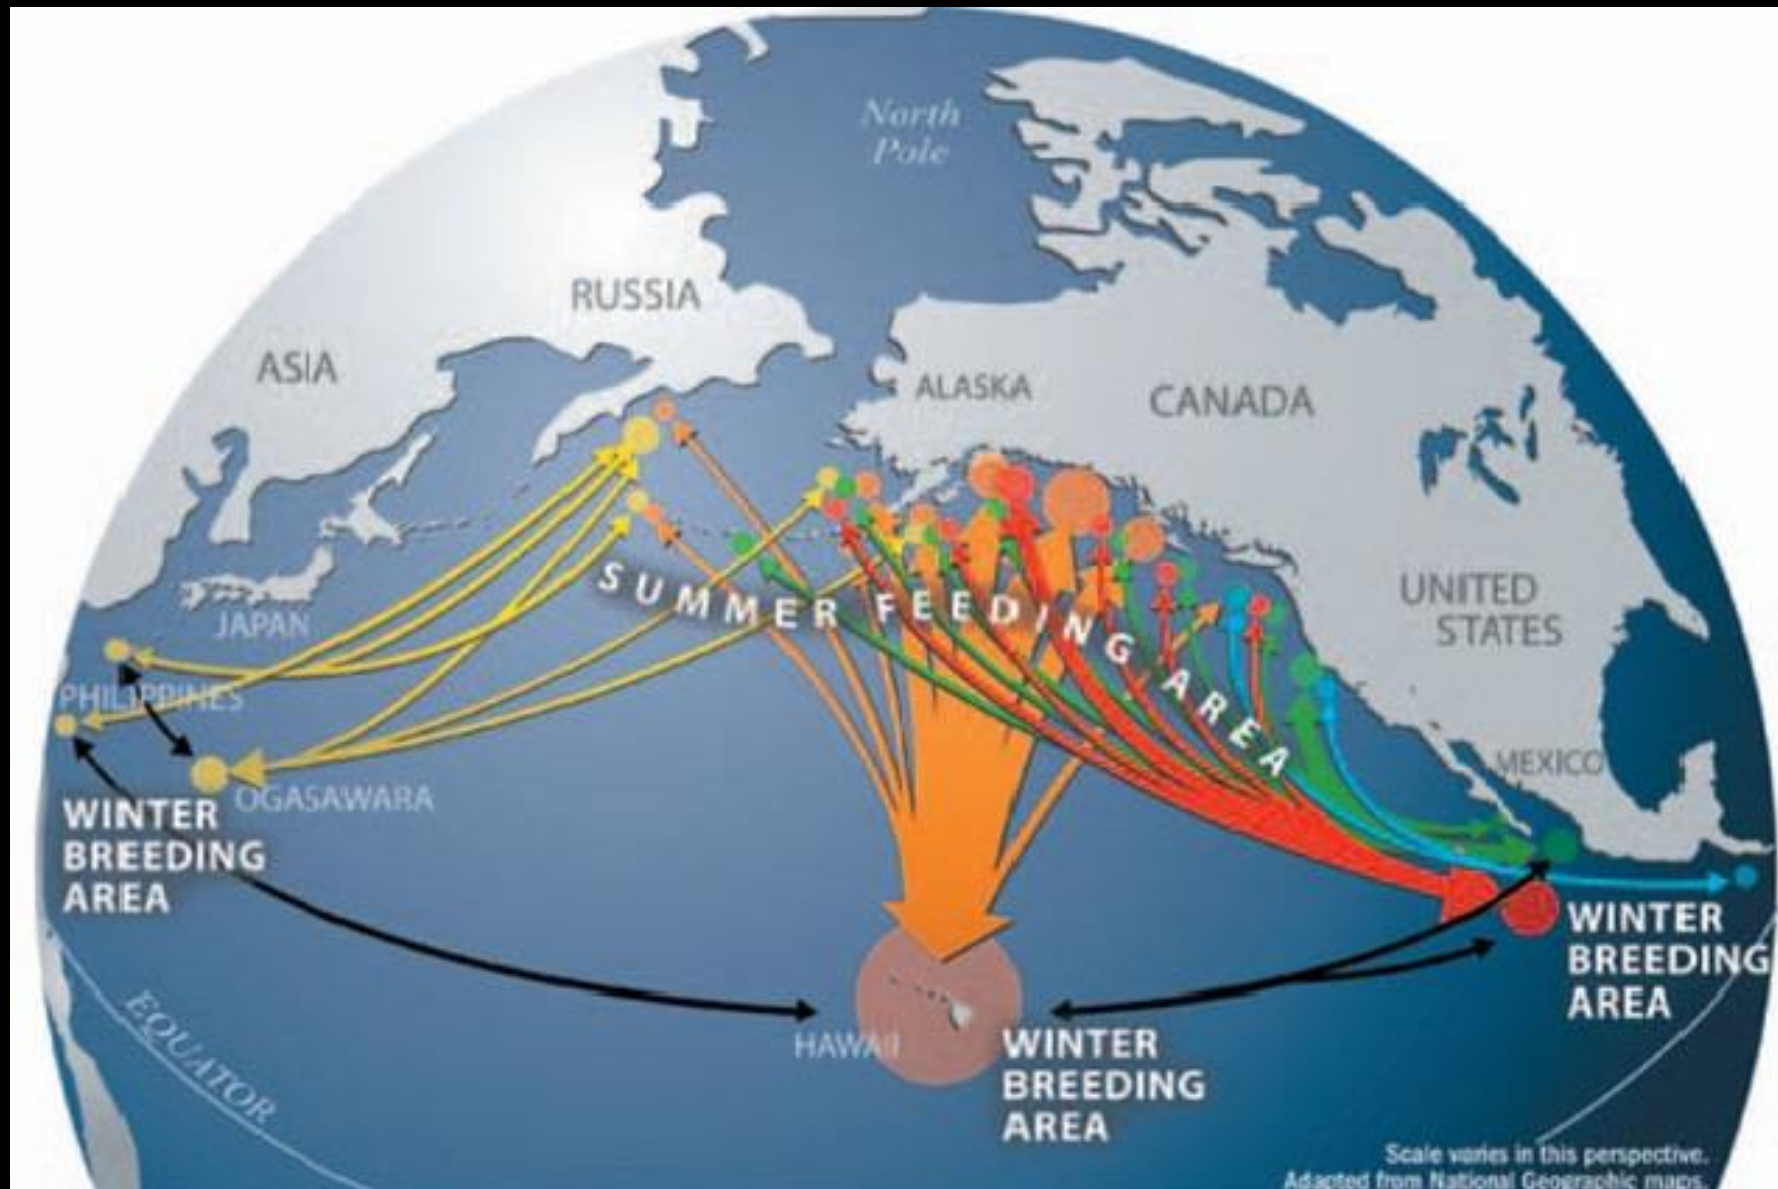 North
Pole
RUSSIA
ASIA
ALASKA
CANADA
UNITED
STATES
JAPAN
SUMMER FEEDING AREA
PHILIPPINES
MEXICO
OGASAWARA
WINTER
BREEDING
AREA
WINTER
BREEDING
AREA
HAWAII
WINTER
BREEDING
AREA
EQUATOR
Scale varies in this perspective.
Adapted from National Geographic maps.